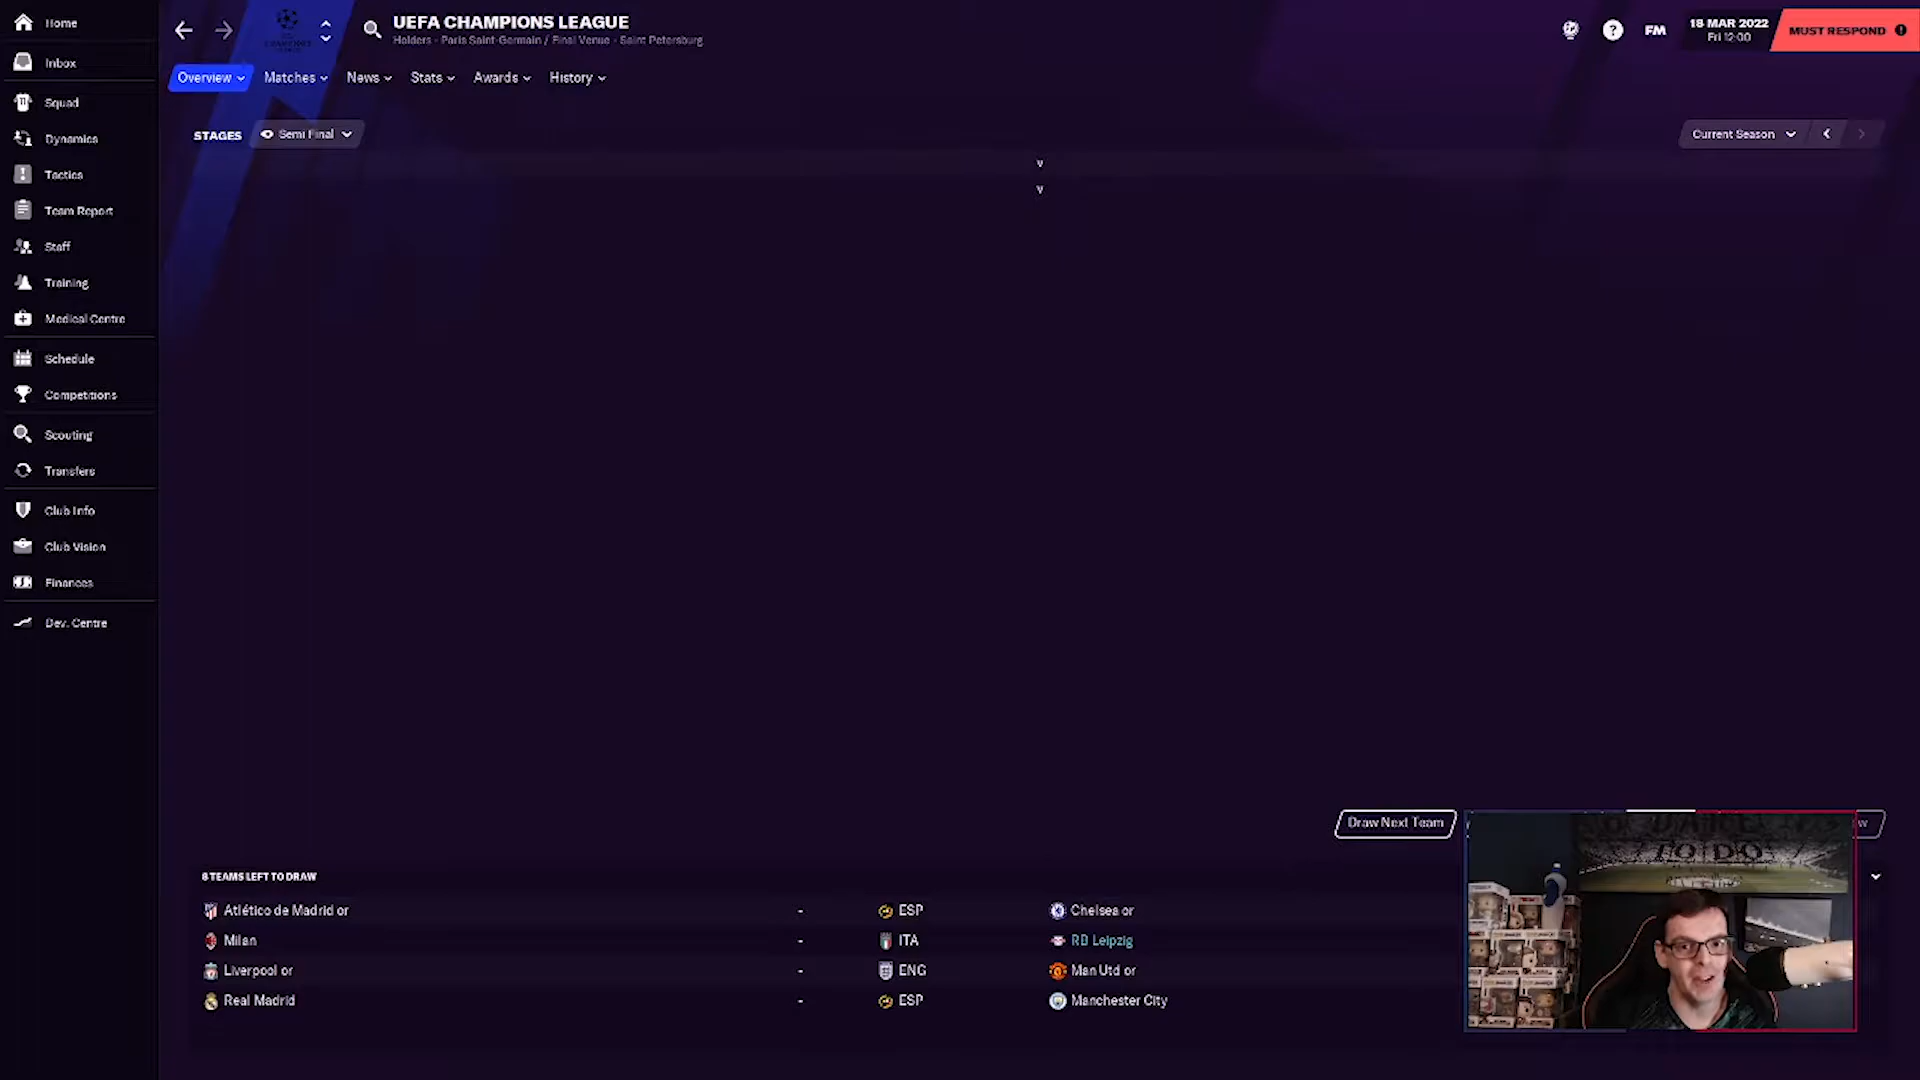 Home
Inbox
Squad
Dynamics
Tactics
Team Report
Staff
Training
Medical Centre
Schedule
Competitions
Scouting
Transfers
Club Info
Club Vision
Finances
Dev. Centre
UEFA CHAMPIONS LEAGUE
Holders - Paris Saint-Germain / Final Venue - Saint Petersburg
FM
18 MAR 2022
Fri 12:00
MUST RESPOND
Overview
Matches
News
Stats
Awards
History
STAGES
Semi Final
Current Season
v
v
Draw Next Team
8 TEAMS LEFT TO DRAW
Atlético de Madrid or - ESP Chelsea or
Milan - ITA RB Leipzig
Liverpool or - ENG Man Utd or
Real Madrid - ESP Manchester City
TO DO